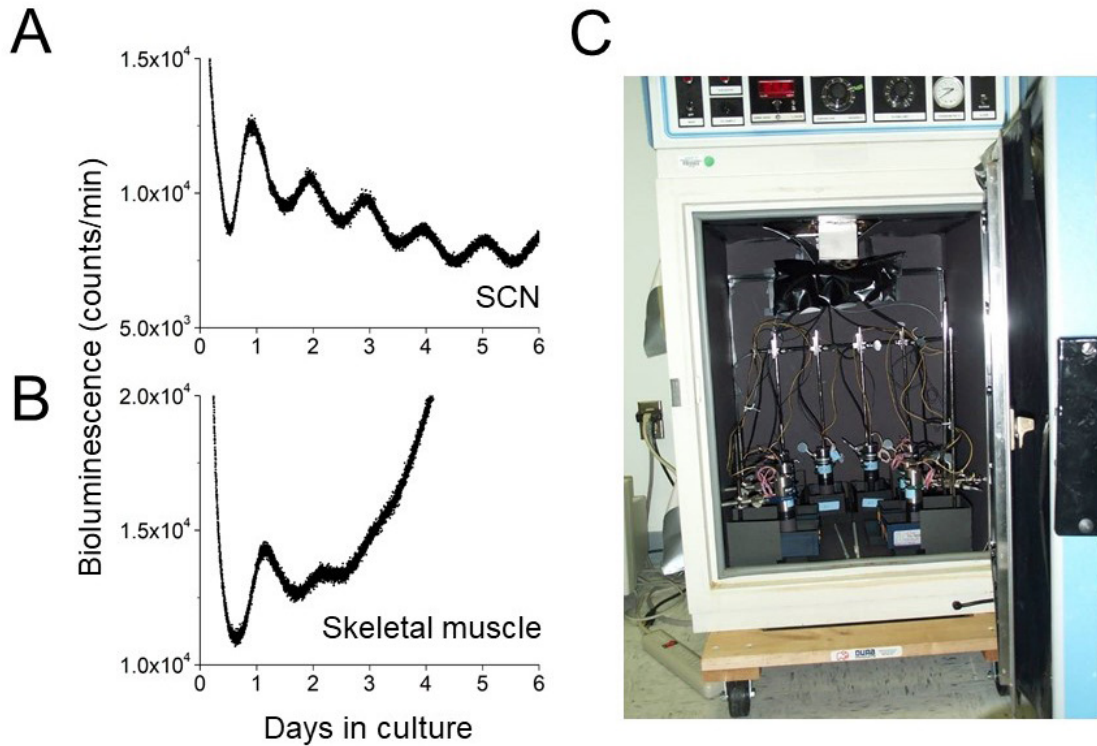 A
1.5x10⁴
1.0x10⁴
5.0x10³
0 1 2 3 4 5 6
SCN
B
2.0x10⁴
1.5x10⁴
1.0x10⁴
0 1 2 3 4 5 6
Skeletal muscle
Bioluminescence (counts/min)
Days in culture
C